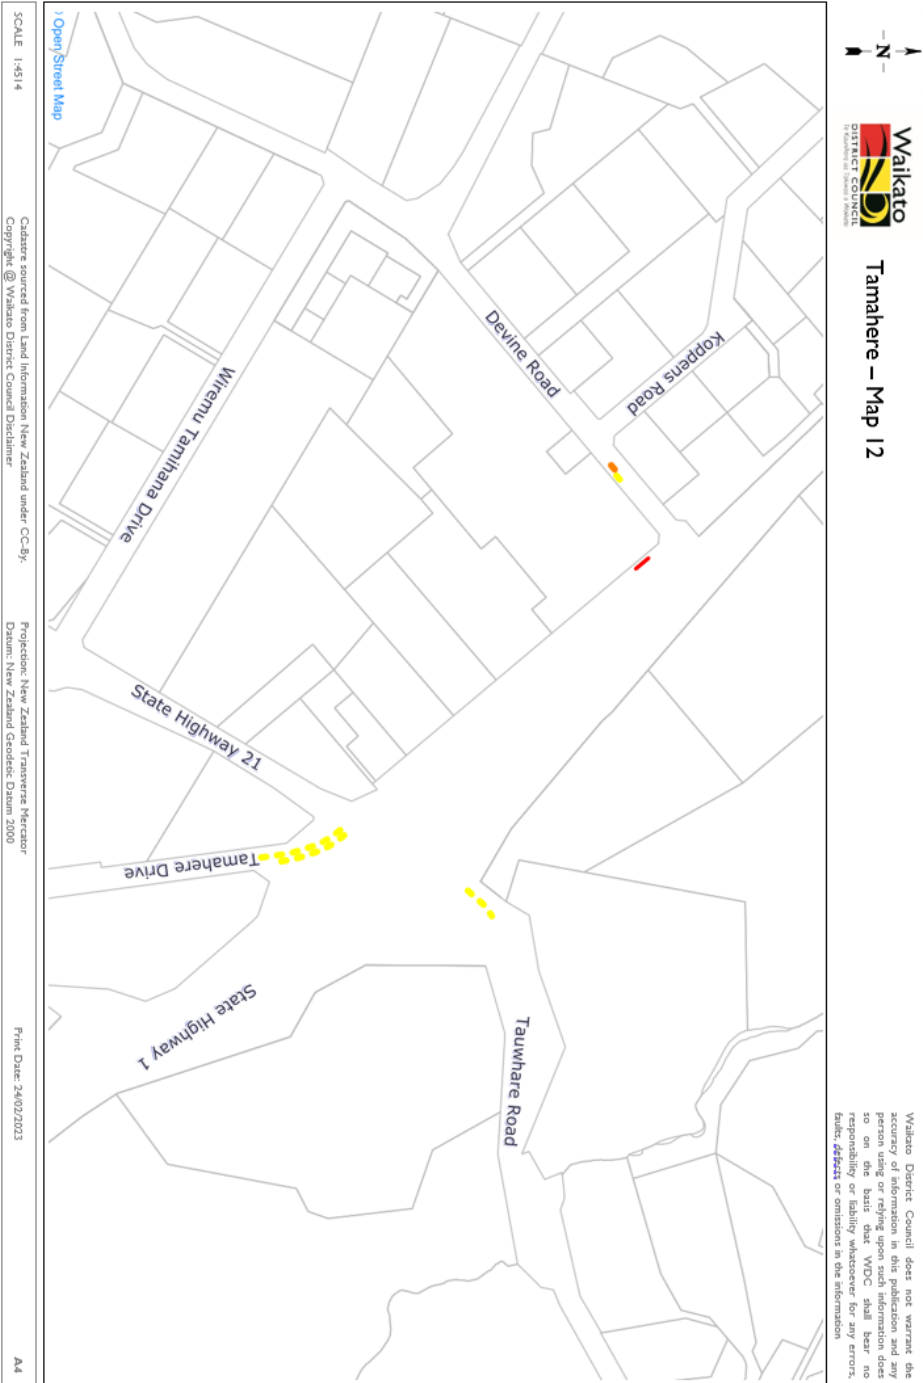 N
Waikato
DISTRICT COUNCIL
Te Kaunihera aa Takiwaa o Waikato
Tamahere – Map 12
Waikato District Council does not warrant the
accuracy of information in this publication and any
person using or relying upon such information does
so on the basis that WDC shall bear no
responsibility or liability whatsoever for any errors,
faults, defects or omissions in the information
Koppens Road
Devine Road
Wiremu Tamihana Drive
State Highway 21
Tamahere Drive
State Highway 1
Tauwhare Road
Open Street Map
SCALE 1:4514
Cadastre sourced from Land Information New Zealand under CC-By.
Copyright @ Waikato District Council Disclaimer
Projection: New Zealand Transverse Mercator
Datum: New Zealand Geodetic Datum 2000
Print Date: 24/02/2023
A4